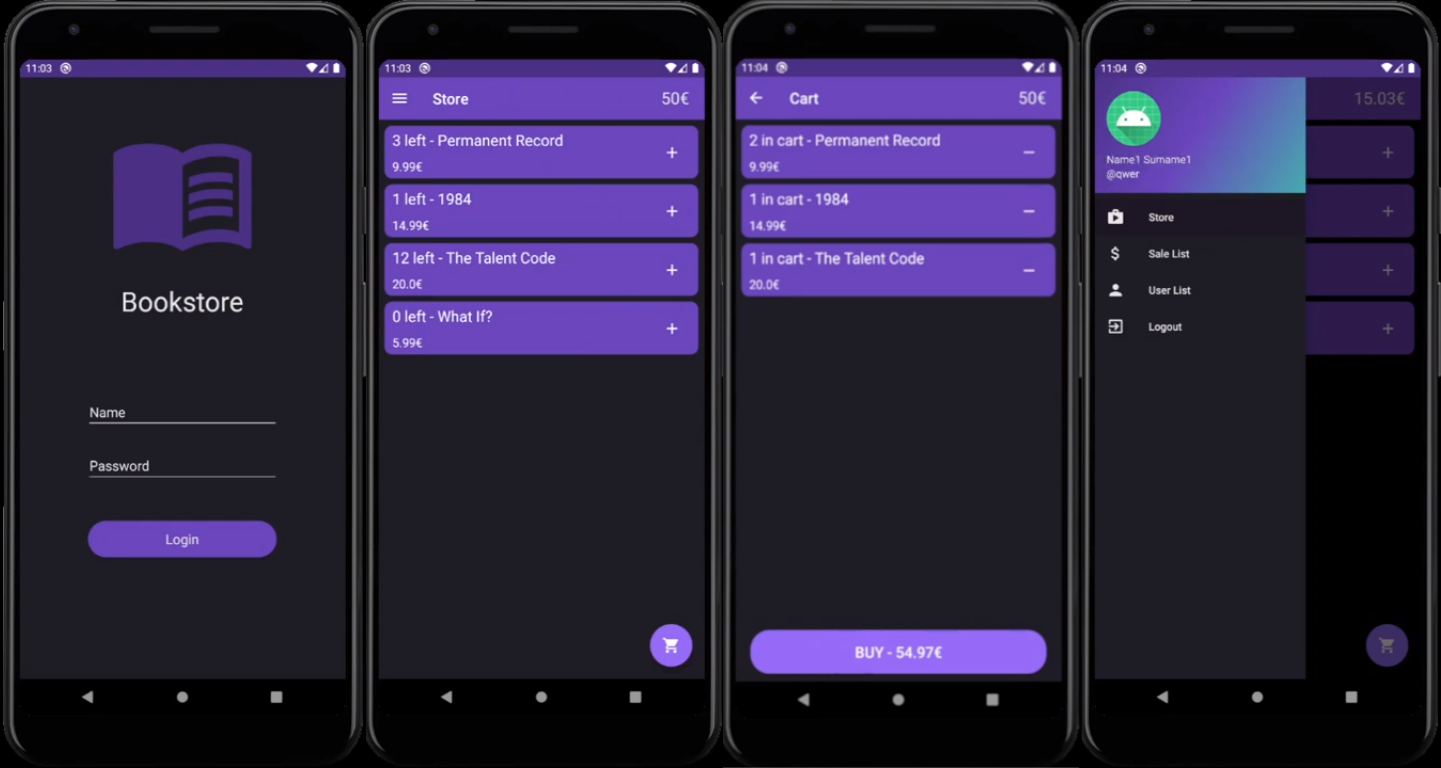 11:03
Bookstore
Name
Password
Login
11:03
Store 50€
3 left - Permanent Record
9.99€
1 left - 1984
14.99€
12 left - The Talent Code
20.0€
0 left - What If?
5.99€
11:04
Cart 50€
2 in cart - Permanent Record
9.99€
1 in cart - 1984
14.99€
1 in cart - The Talent Code
20.0€
BUY - 54.97€
11:04
15.03€
Name1 Surname1
@qwer
Store
Sale List
User List
Logout